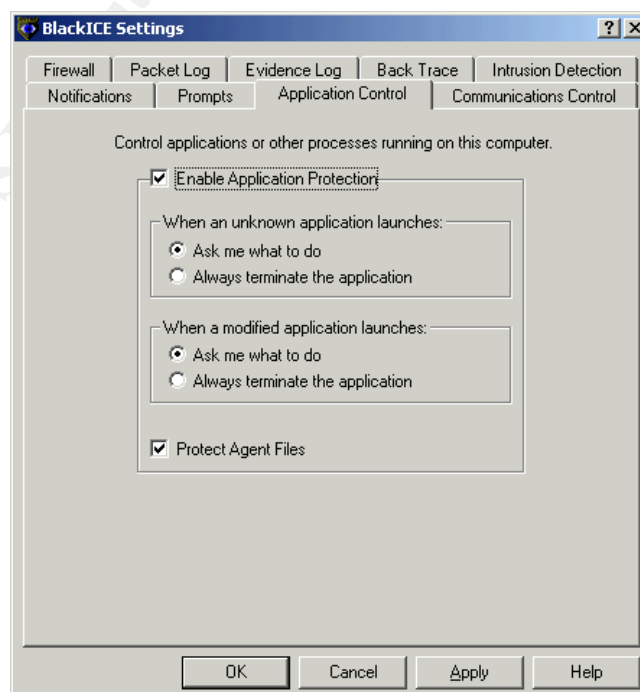 BlackICE Settings
Firewall Packet Log Evidence Log Back Trace Intrusion Detection
Notifications Prompts Application Control Communications Control
Control applications or other processes running on this computer.
Enable Application Protection
When an unknown application launches:
Ask me what to do
Always terminate the application
When a modified application launches:
Ask me what to do
Always terminate the application
Protect Agent Files
OK Cancel Apply Help